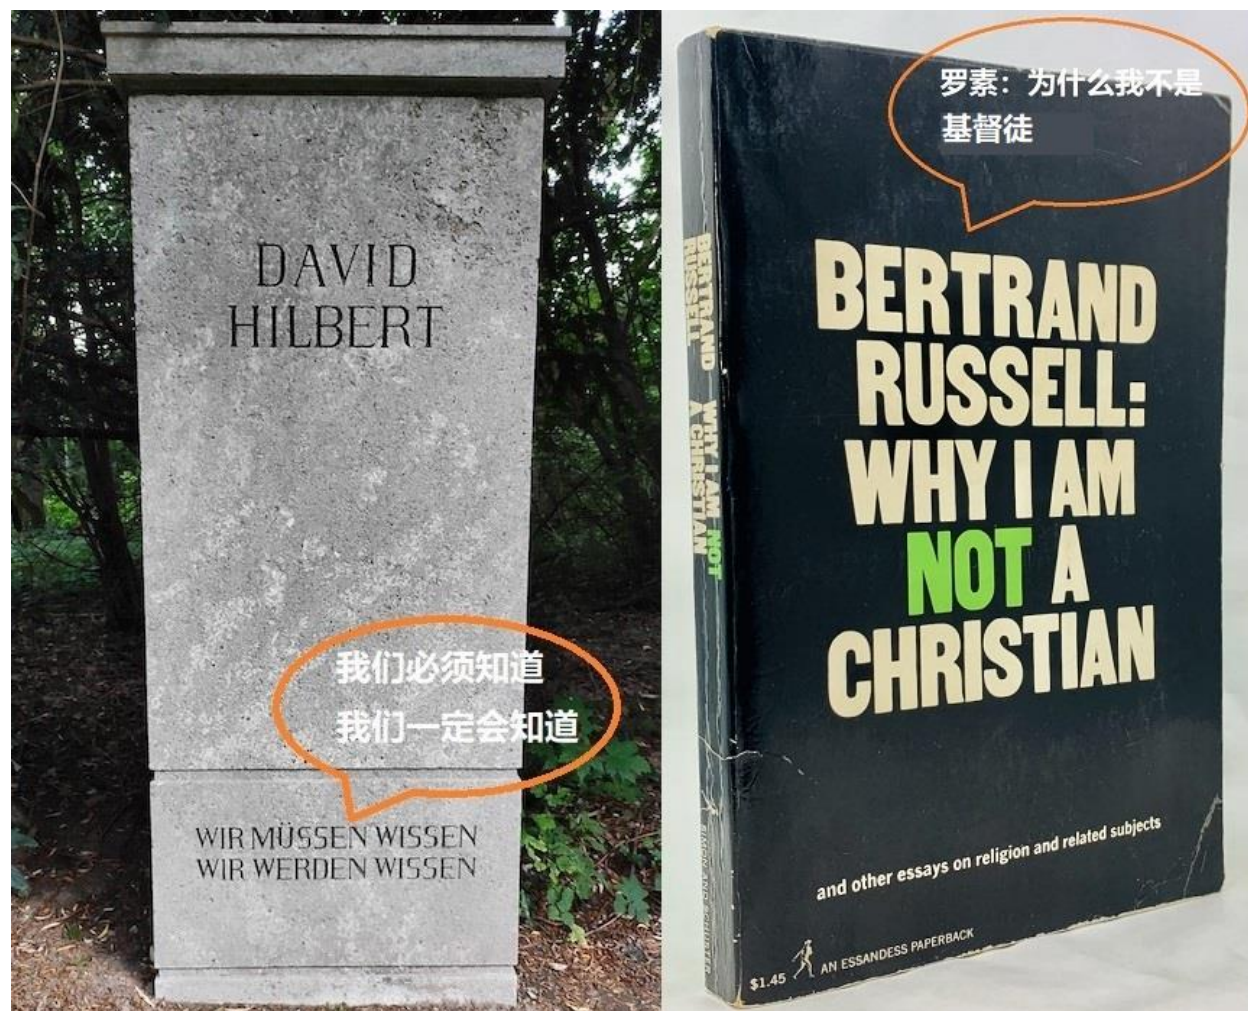 DAVID
HILBERT
我们必须知道
我们一定会知道
WIR MÜSSEN WISSEN
WIR WERDEN WISSEN
罗素：为什么我不是
基督徒
BERTRAND
RUSSELL:
WHY I AM
NOT A
CHRISTIAN
and other essays on religion and related subjects
$1.45
AN ESSANDESS PAPERBACK
BERTRAND
RUSSELL
WHY I AM NOT
A CHRISTIAN
SIMON AND SCHUSTER